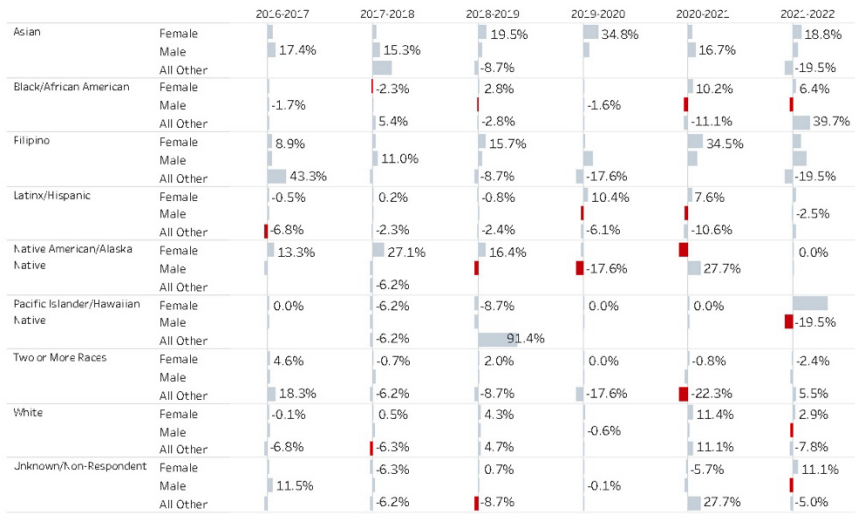 2016-2017 2017-2018 2018-2019 2019-2020 2020-2021 2021-2022
Asian Female 19.5% 34.8% 18.8%
Male 17.4% 15.3% 16.7%
All Other -8.7% -19.5%
Black/African American Female -2.3% 2.8% 10.2% 6.4%
Male -1.7% -1.6%
All Other 5.4% -2.8% -11.1% 39.7%
Filipino Female 8.9% 15.7% 34.5%
Male 11.0%
All Other 43.3% -8.7% -17.6% -19.5%
Latinx/Hispanic Female -0.5% 0.2% -0.8% 10.4% 7.6%
Male -2.5%
All Other -6.8% -2.3% -2.4% -6.1% -10.6%
Native American/Alaska Female 13.3% 27.1% 16.4% 0.0%
Native Male -17.6% 27.7%
All Other -6.2%
Pacific Islander/Hawaiian Female 0.0% -6.2% -8.7% 0.0% 0.0%
Native Male -19.5%
All Other -6.2% 91.4%
Two or More Races Female 4.6% -0.7% 2.0% 0.0% -0.8% -2.4%
Male
All Other 18.3% -6.2% -8.7% -17.6% -22.3% 5.5%
White Female -0.1% 0.5% 4.3% 11.4% 2.9%
Male -0.6%
All Other -6.8% -6.3% 4.7% 11.1% -7.8%
Unknown/Non-Respondent Female -6.3% 0.7% -5.7% 11.1%
Male 11.5% -0.1%
All Other -6.2% -8.7% 27.7% -5.0%